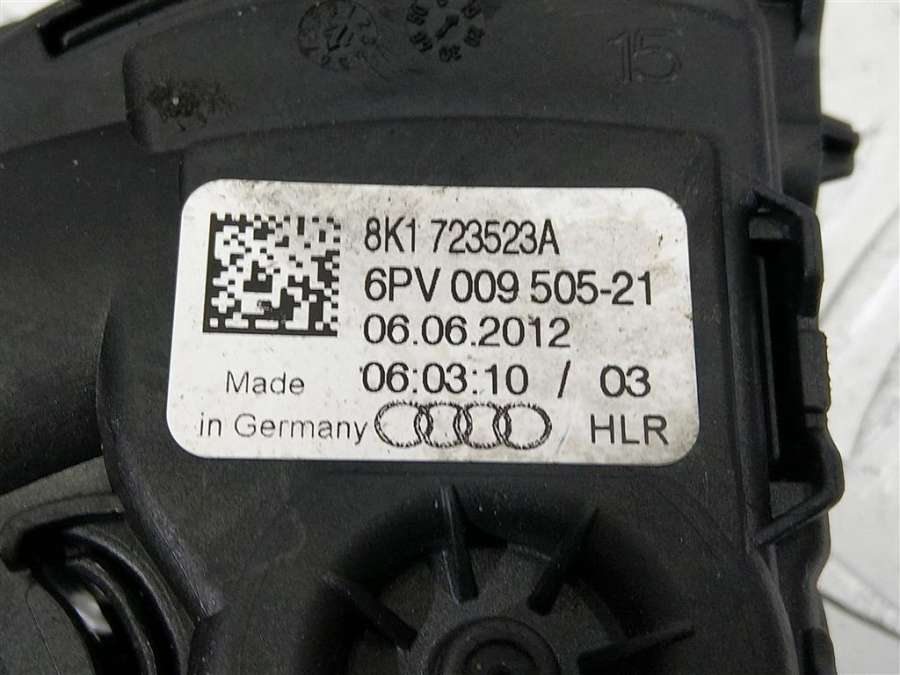 15
8K1 723523A
6PV 009 505-21
06.06.2012
06:03:10 / 03
Made
in Germany
HLR